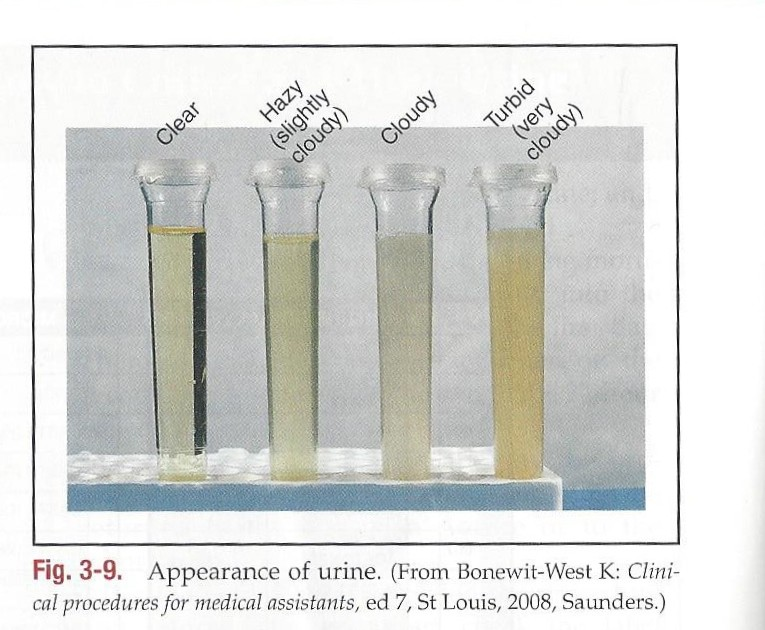 Clear
Hazy
(slightly
cloudy)
Cloudy
Turbid
(very
cloudy)
Fig. 3-9. Appearance of urine. (From Bonewit-West K: Clini-
cal procedures for medical assistants, ed 7, St Louis, 2008, Saunders.)